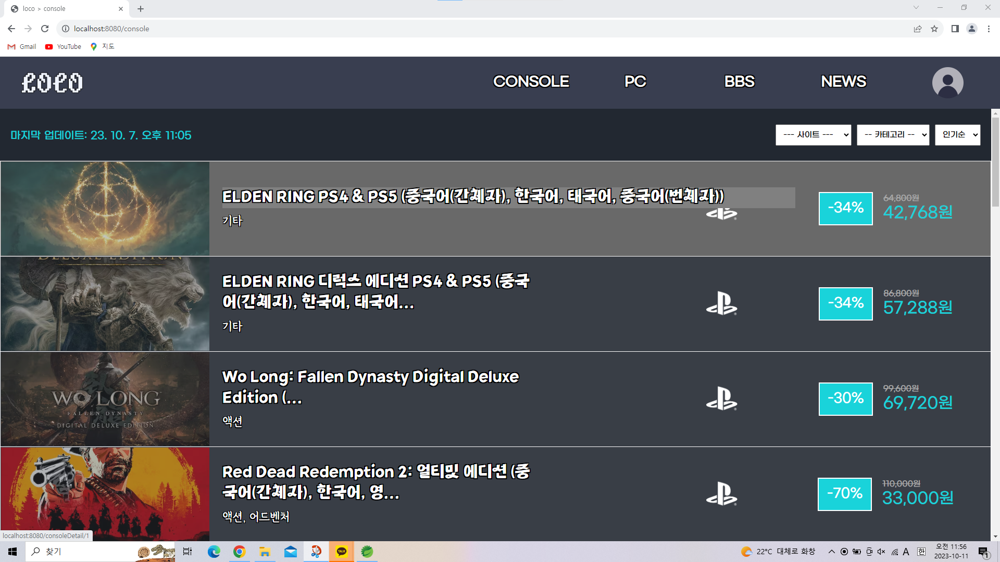 loco > console
localhost:8080/console
Gmail
YouTube
지도
LOCO
CONSOLE
PC
BBS
NEWS
마지막 업데이트: 23. 10. 7. 오후 11:05
--- 사이트 ---
-- 카테고리 --
인기순
ELDEN RING PS4 & PS5 (중국어(간체자), 한국어, 태국어, 중국어(번체자))
기타
-34%
64,800원
42,768원
DELUXE EDITION
ELDEN RING 디럭스 에디션 PS4 & PS5 (중국
어(간체자), 한국어, 태국어...
기타
-34%
86,800원
57,288원
WO LONG
FALLEN DYNASTY
DIGITAL DELUXE EDITION
Wo Long: Fallen Dynasty Digital Deluxe
Edition (...
액션
-30%
99,600원
69,720원
Red Dead Redemption 2: 얼티밋 에디션 (중
국어(간체자), 한국어, 영...
액션, 어드벤처
-70%
110,000원
33,000원
localhost:8080/consoleDetail/1
찾기
TALK
22°C 대체로 화창
A
한
오전 11:56
2023-10-11
1